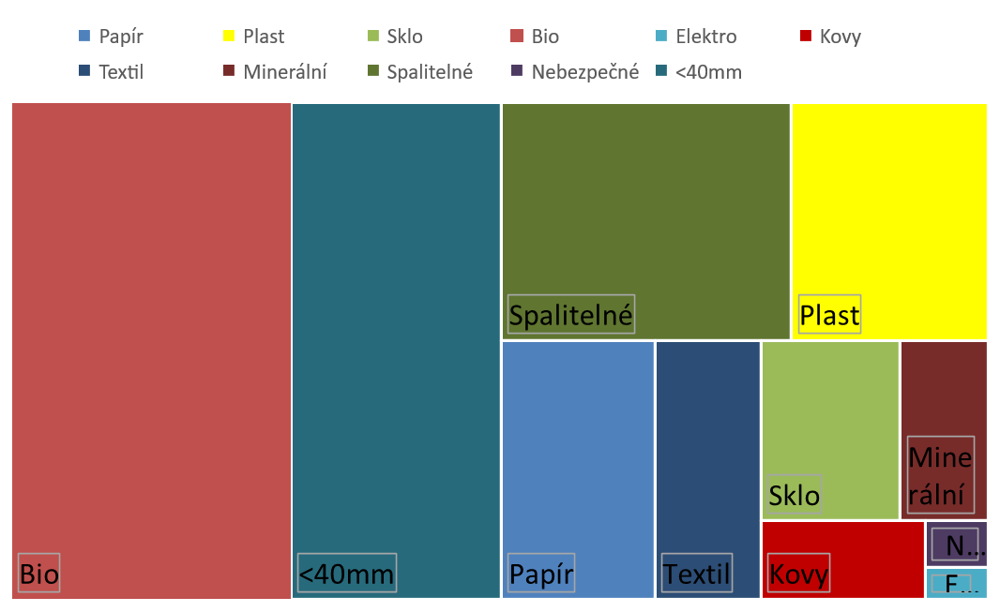 Papír Plast Sklo Bio Elektro Kovy
Textil Minerální Spalitelné Nebezpečné <40mm
Spalitelné Plast
Mine
rální
Sklo
N...
Bio <40mm Papír Textil Kovy
E...